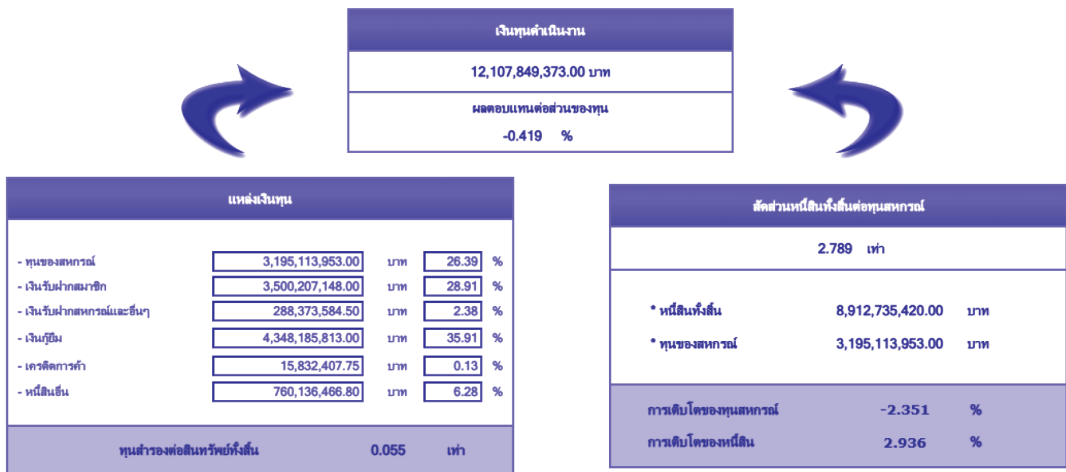 เงินทุนดำเนินงาน
12,107,849,373.00 บาท
ผลตอบแทนต่อส่วนของทุน
-0.419 %
แหล่งเงินทุน
- ทุนของสหกรณ์ 3,195,113,953.00 บาท 26.39 %
- เงินรับฝากสมาชิก 3,500,207,148.00 บาท 28.91 %
- เงินรับฝากสหกรณ์และอื่นๆ 288,373,584.50 บาท 2.38 %
- เงินกู้ยืม 4,348,185,813.00 บาท 35.91 %
- เครดิตการค้า 15,832,407.75 บาท 0.13 %
- หนี้สินอื่น 760,136,466.80 บาท 6.28 %
ทุนสำรองต่อสินทรัพย์ทั้งสิ้น 0.055 เท่า
สัดส่วนหนี้สินทั้งสิ้นต่อทุนสหกรณ์
2.789 เท่า
* หนี้สินทั้งสิ้น 8,912,735,420.00 บาท
* ทุนของสหกรณ์ 3,195,113,953.00 บาท
การเติบโตของทุนสหกรณ์ -2.351 %
การเติบโตของหนี้สิน 2.936 %